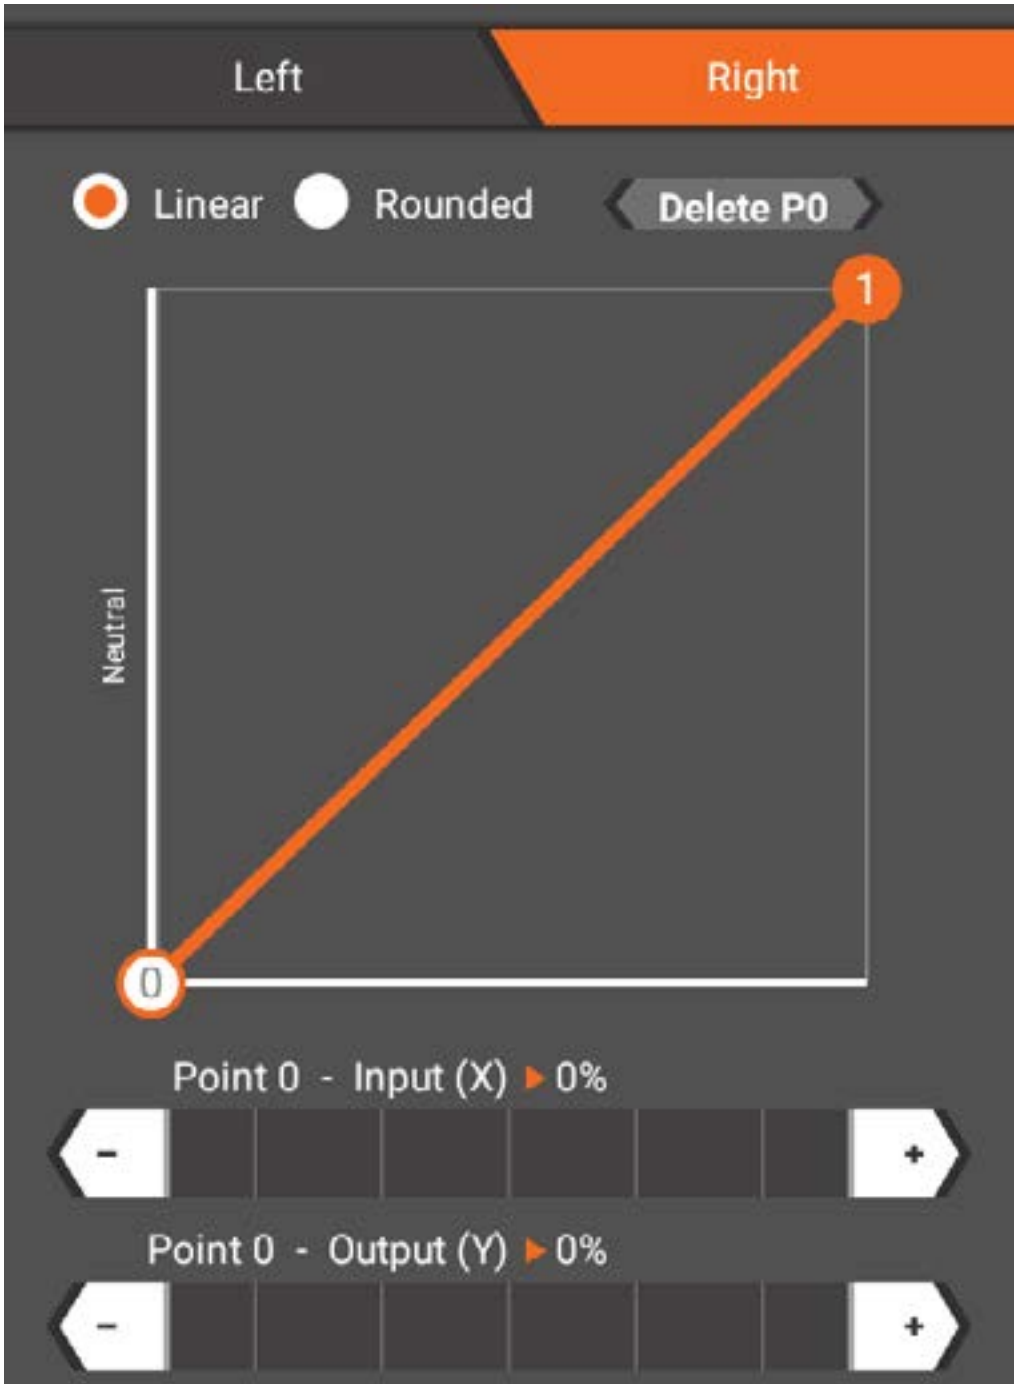 Left Right
Linear Rounded Delete P0
1
Neutral
0
Point 0 - Input (X) ▶ 0%
- +
Point 0 - Output (Y) ▶ 0%
- +